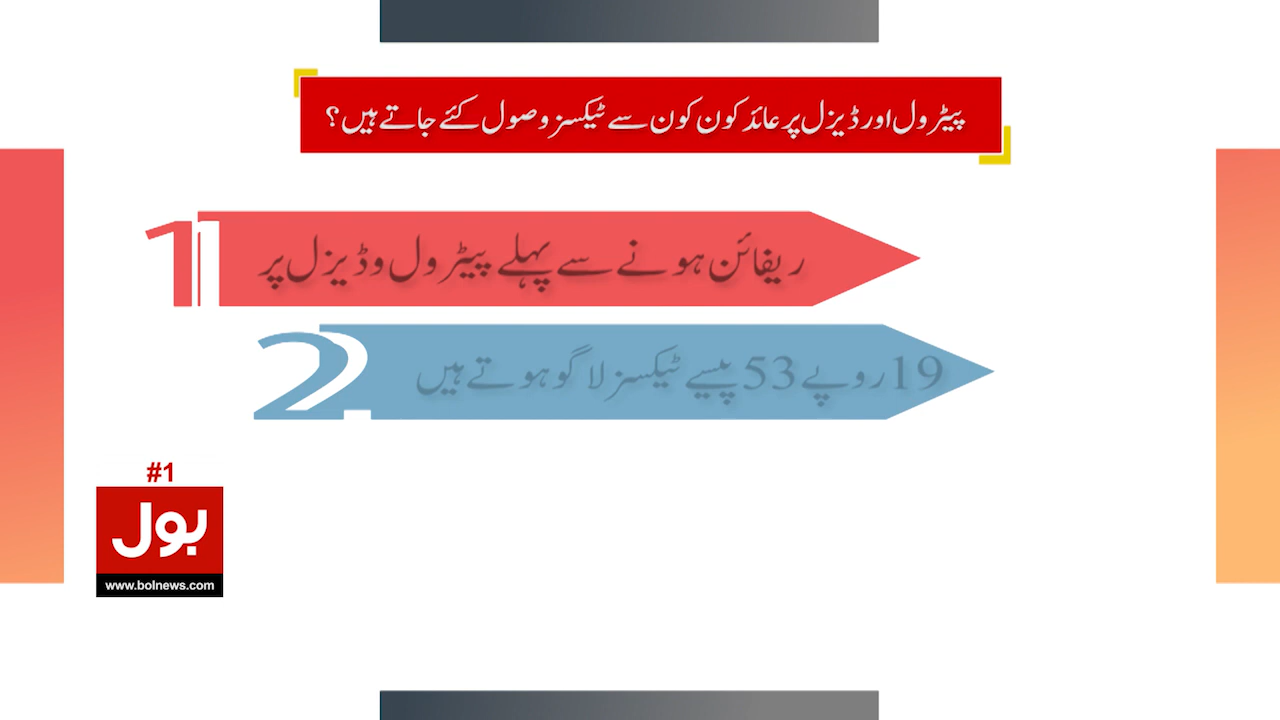 پیٹرول اور ڈیزل پر عائد کون کون سے ٹیکسز وصول کئے جاتے ہیں؟
1 ریفائن ہونے سے پہلے پیٹرول و ڈیزل پر
2 19 روپے 53 پیسے ٹیکسز لاگو ہوتے ہیں
#1
بول
www.bolnews.com